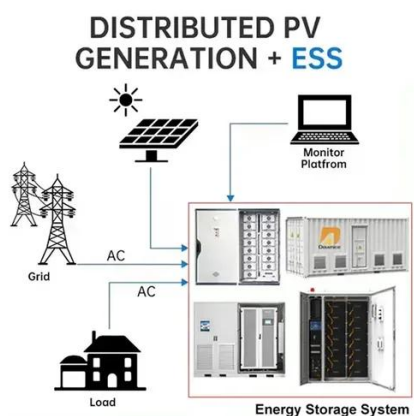 DISTRIBUTED PV
GENERATION + ESS
Monitor
Platfrom
Grid
AC
AC
Load
Energy Storage System